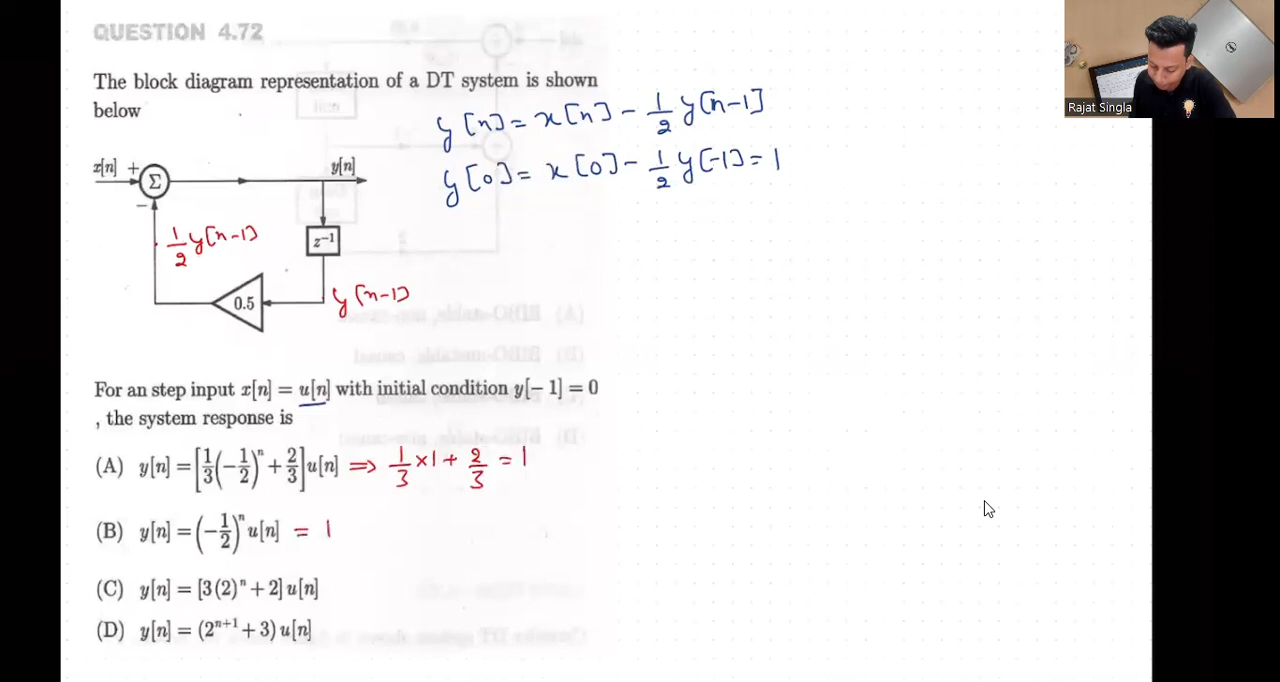 QUESTION 4.72
The block diagram representation of a DT system is shown
below
y[n] = x[n] - 1/2 y[n-1]
y[0] = x[0] - 1/2 y[-1] = 1
x[n] + Σ y[n]
−
1/2 y[n-1]
z⁻¹
0.5
y[n-1]
For an step input x[n] = u[n] with initial condition y[− 1] = 0
, the system response is
(A) y[n] = [1/3(−1/2)ⁿ + 2/3]u[n] ⇒ 1/3 × 1 + 2/3 = 1
(B) y[n] = (−1/2)ⁿ u[n] = 1
(C) y[n] = [3(2)ⁿ + 2] u[n]
(D) y[n] = (2ⁿ⁺¹ + 3) u[n]
Rajat Singla